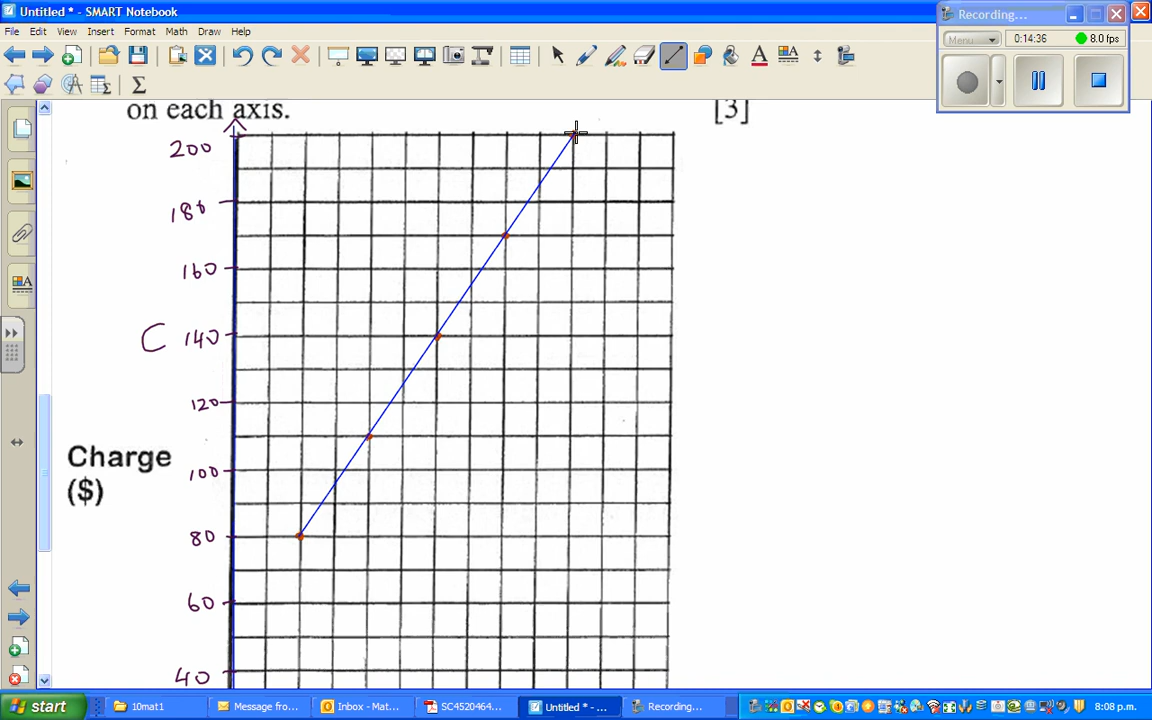 Untitled * - SMART Notebook
File Edit View Insert Format Math Draw Help
Recording...
Menu 0:14:36 8.0 fps
on each axis. [3]
200
180
160
C 140
120
Charge
($)
100
80
60
40
start 10mat1 Message fro... Inbox - Mat... SC4520464... Untitled * - ... Recording... 8:08 p.m.